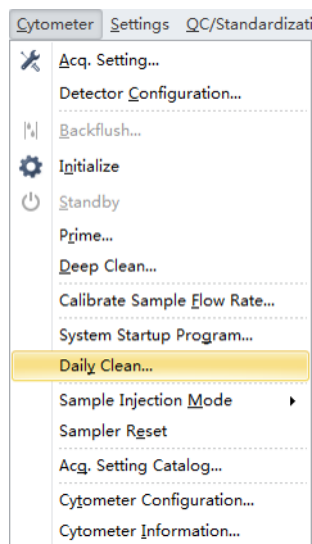 Cytometer Settings QC/Standardizati
Acq. Setting...
Detector Configuration...
Backflush...
Initialize
Standby
Prime...
Deep Clean...
Calibrate Sample Flow Rate...
System Startup Program...
Daily Clean...
Sample Injection Mode
Sampler Reset
Acq. Setting Catalog...
Cytometer Configuration...
Cytometer Information...